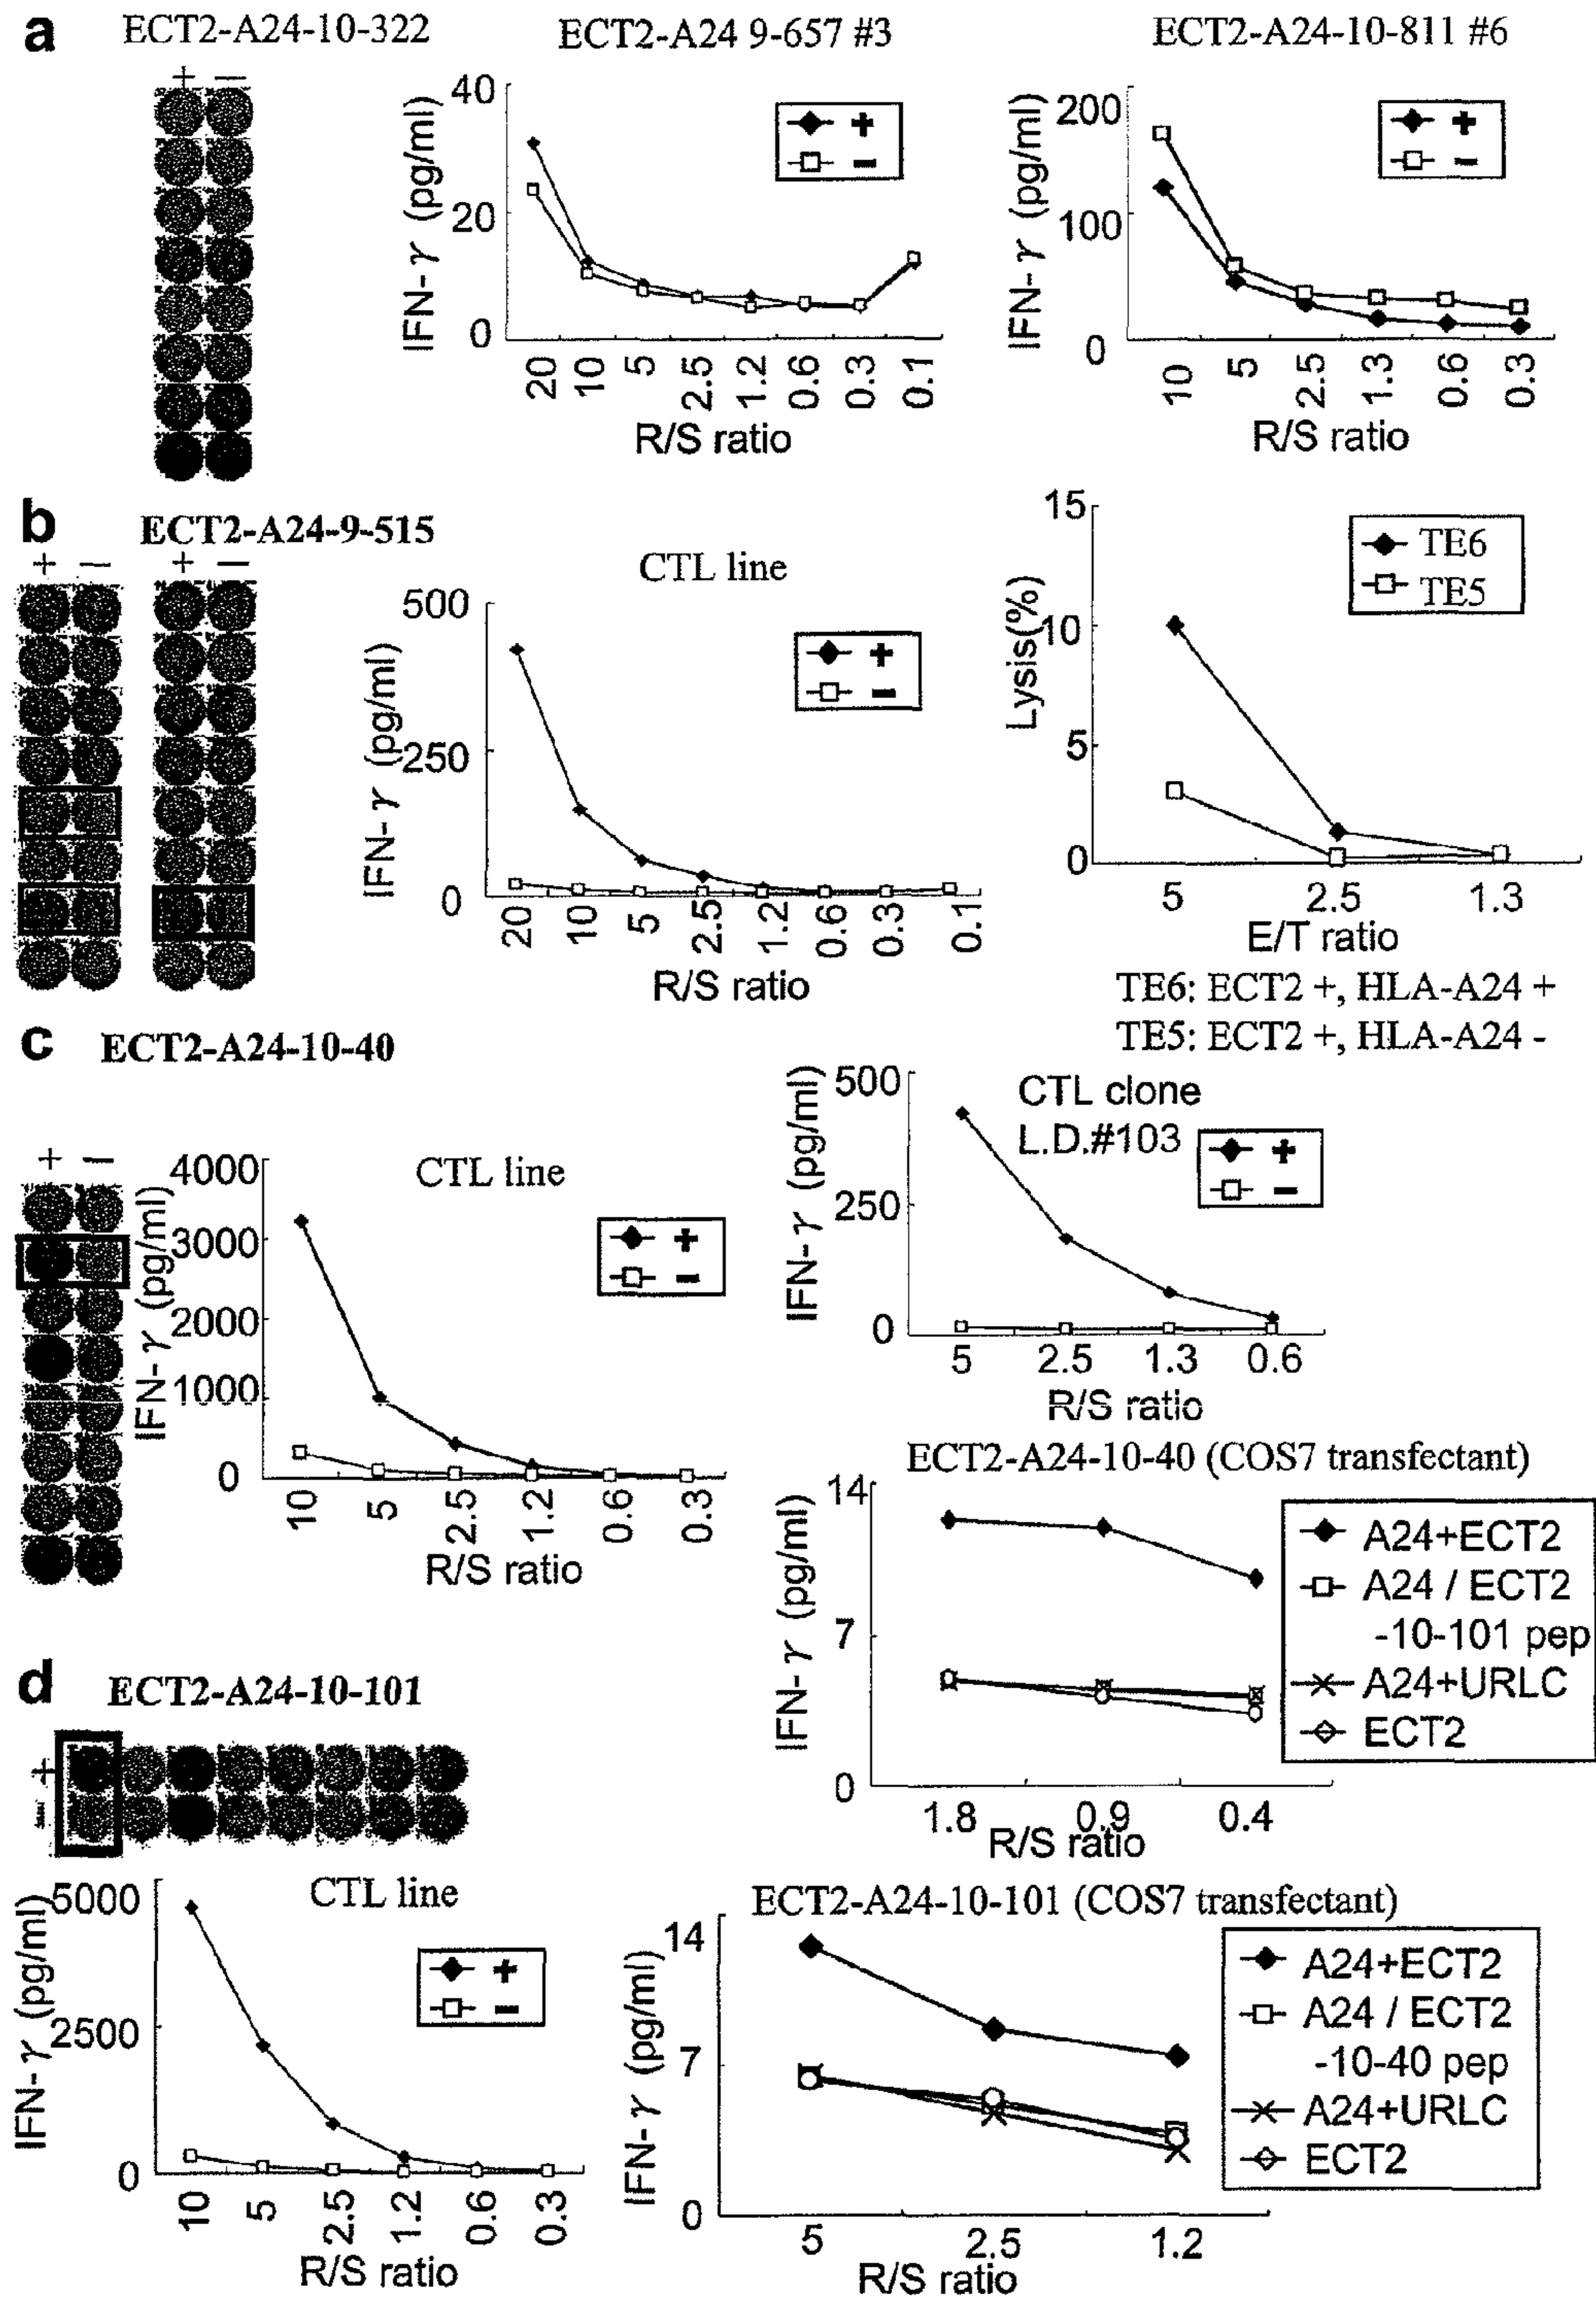 a
ECT2-A24-10-322
+ −
ECT2-A24 9-657 #3
IFN-γ (pg/ml)
40
20
0
+
−
20 10 5 2.5 1.2 0.6 0.3 0.1
R/S ratio
ECT2-A24-10-811 #6
IFN-γ (pg/ml)
200
100
0
+
−
10 5 2.5 1.3 0.6 0.3
R/S ratio
b
ECT2-A24-9-515
+ − + −
CTL line
IFN-γ (pg/ml)
500
250
0
+
−
20 10 5 2.5 1.2 0.6 0.3 0.1
R/S ratio
Lysis(%)
15
10
5
0
TE6
TE5
5 2.5 1.3
E/T ratio
TE6: ECT2 +, HLA-A24 +
TE5: ECT2 +, HLA-A24 -
c
ECT2-A24-10-40
+ −
CTL line
IFN-γ (pg/ml)
4000
3000
2000
1000
0
+
−
10 5 2.5 1.2 0.6 0.3
R/S ratio
CTL clone
L.D.#103
IFN-γ (pg/ml)
500
250
0
+
−
5 2.5 1.3 0.6
R/S ratio
ECT2-A24-10-40 (COS7 transfectant)
IFN-γ (pg/ml)
14
7
0
A24+ECT2
A24 / ECT2
-10-101 pep
A24+URLC
ECT2
1.8 0.9 0.4
R/S ratio
d
ECT2-A24-10-101
+
−
CTL line
IFN-γ (pg/ml)
5000
2500
0
+
−
10 5 2.5 1.2 0.6 0.3
R/S ratio
ECT2-A24-10-101 (COS7 transfectant)
IFN-γ (pg/ml)
14
7
0
A24+ECT2
A24 / ECT2
-10-40 pep
A24+URLC
ECT2
5 2.5 1.2
R/S ratio